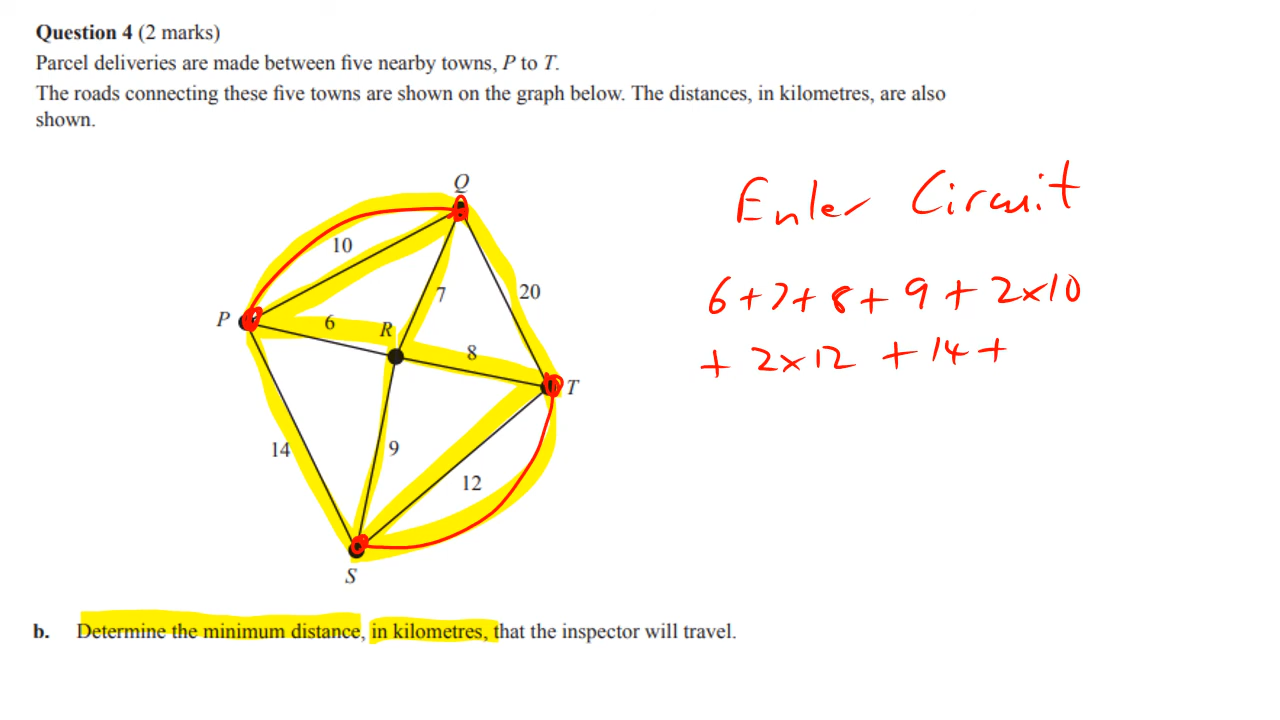 Question 4 (2 marks)
Parcel deliveries are made between five nearby towns, P to T.
The roads connecting these five towns are shown on the graph below. The distances, in kilometres, are also
shown.
Q
10
7
20
P
6
R
8
T
14
9
12
S
Euler Circuit
6+7+8+9+2×10
+ 2×12 + 14 +
b. Determine the minimum distance, in kilometres, that the inspector will travel.